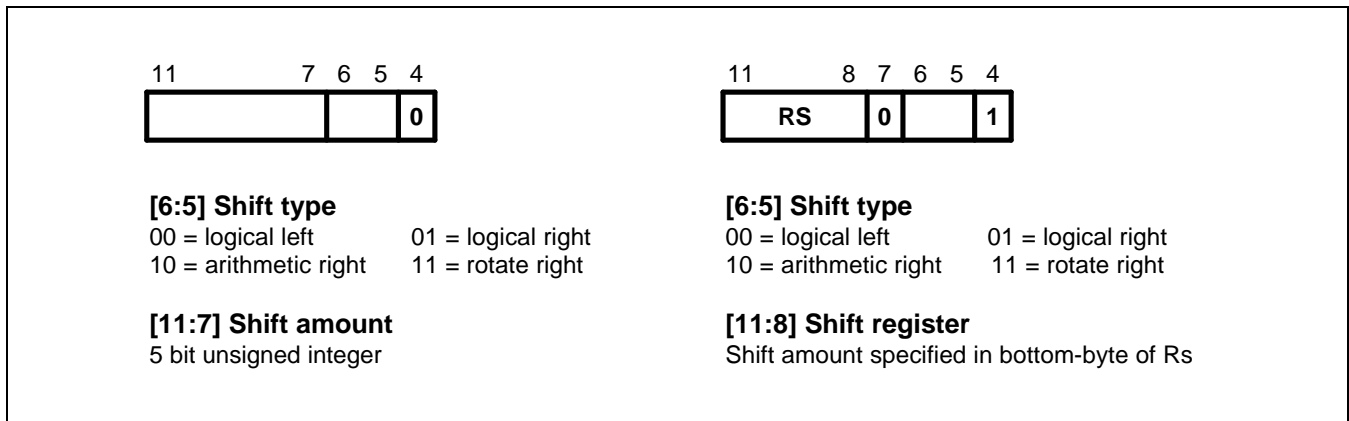 11 7 6 5 4
0
[6:5] Shift type
00 = logical left 01 = logical right
10 = arithmetic right 11 = rotate right
[11:7] Shift amount
5 bit unsigned integer
11 8 7 6 5 4
RS 0 1
[6:5] Shift type
00 = logical left 01 = logical right
10 = arithmetic right 11 = rotate right
[11:8] Shift register
Shift amount specified in bottom-byte of Rs